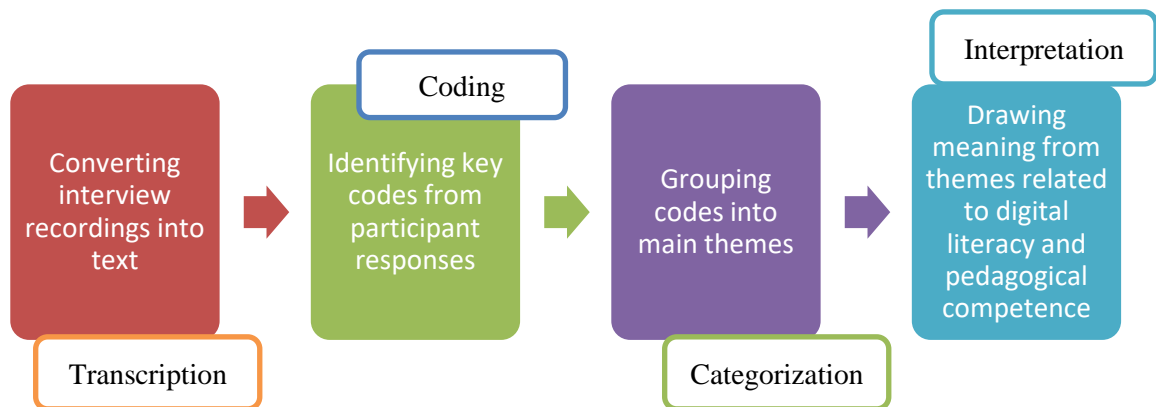 Converting
interview
recordings into
text
Transcription
Coding
Identifying key
codes from
participant
responses
Grouping
codes into
main themes
Categorization
Interpretation
Drawing
meaning from
themes related
to digital
literacy and
pedagogical
competence